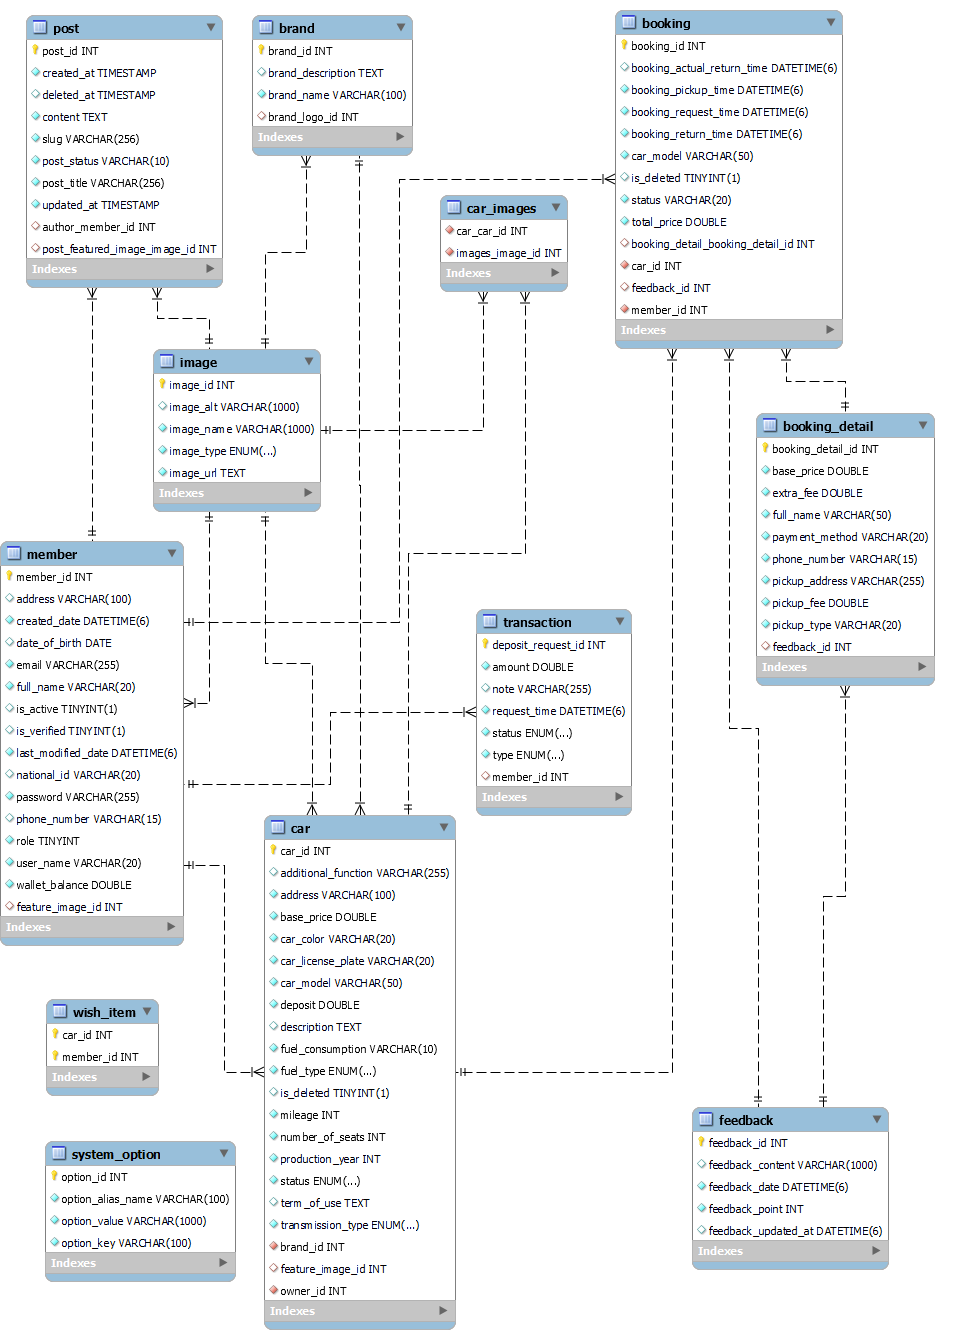 post
post_id INT
created_at TIMESTAMP
deleted_at TIMESTAMP
content TEXT
slug VARCHAR(256)
post_status VARCHAR(10)
post_title VARCHAR(256)
updated_at TIMESTAMP
author_member_id INT
post_featured_image_image_id INT
Indexes
brand
brand_id INT
brand_description TEXT
brand_name VARCHAR(100)
brand_logo_id INT
Indexes
booking
booking_id INT
booking_actual_return_time DATETIME(6)
booking_pickup_time DATETIME(6)
booking_request_time DATETIME(6)
booking_return_time DATETIME(6)
car_model VARCHAR(50)
is_deleted TINYINT(1)
status VARCHAR(20)
total_price DOUBLE
booking_detail_booking_detail_id INT
car_id INT
feedback_id INT
member_id INT
Indexes
car_images
car_car_id INT
images_image_id INT
Indexes
image
image_id INT
image_alt VARCHAR(1000)
image_name VARCHAR(1000)
image_type ENUM(...)
image_url TEXT
Indexes
booking_detail
booking_detail_id INT
base_price DOUBLE
extra_fee DOUBLE
full_name VARCHAR(50)
payment_method VARCHAR(20)
phone_number VARCHAR(15)
pickup_address VARCHAR(255)
pickup_fee DOUBLE
pickup_type VARCHAR(20)
feedback_id INT
Indexes
member
member_id INT
address VARCHAR(100)
created_date DATETIME(6)
date_of_birth DATE
email VARCHAR(255)
full_name VARCHAR(20)
is_active TINYINT(1)
is_verified TINYINT(1)
last_modified_date DATETIME(6)
national_id VARCHAR(20)
password VARCHAR(255)
phone_number VARCHAR(15)
role TINYINT
user_name VARCHAR(20)
wallet_balance DOUBLE
feature_image_id INT
Indexes
transaction
deposit_request_id INT
amount DOUBLE
note VARCHAR(255)
request_time DATETIME(6)
status ENUM(...)
type ENUM(...)
member_id INT
Indexes
car
car_id INT
additional_function VARCHAR(255)
address VARCHAR(100)
base_price DOUBLE
car_color VARCHAR(20)
car_license_plate VARCHAR(20)
car_model VARCHAR(50)
deposit DOUBLE
description TEXT
fuel_consumption VARCHAR(10)
fuel_type ENUM(...)
is_deleted TINYINT(1)
mileage INT
number_of_seats INT
production_year INT
status ENUM(...)
term_of_use TEXT
transmission_type ENUM(...)
brand_id INT
feature_image_id INT
owner_id INT
Indexes
wish_item
car_id INT
member_id INT
Indexes
system_option
option_id INT
option_alias_name VARCHAR(100)
option_value VARCHAR(1000)
option_key VARCHAR(100)
Indexes
feedback
feedback_id INT
feedback_content VARCHAR(1000)
feedback_date DATETIME(6)
feedback_point INT
feedback_updated_at DATETIME(6)
Indexes